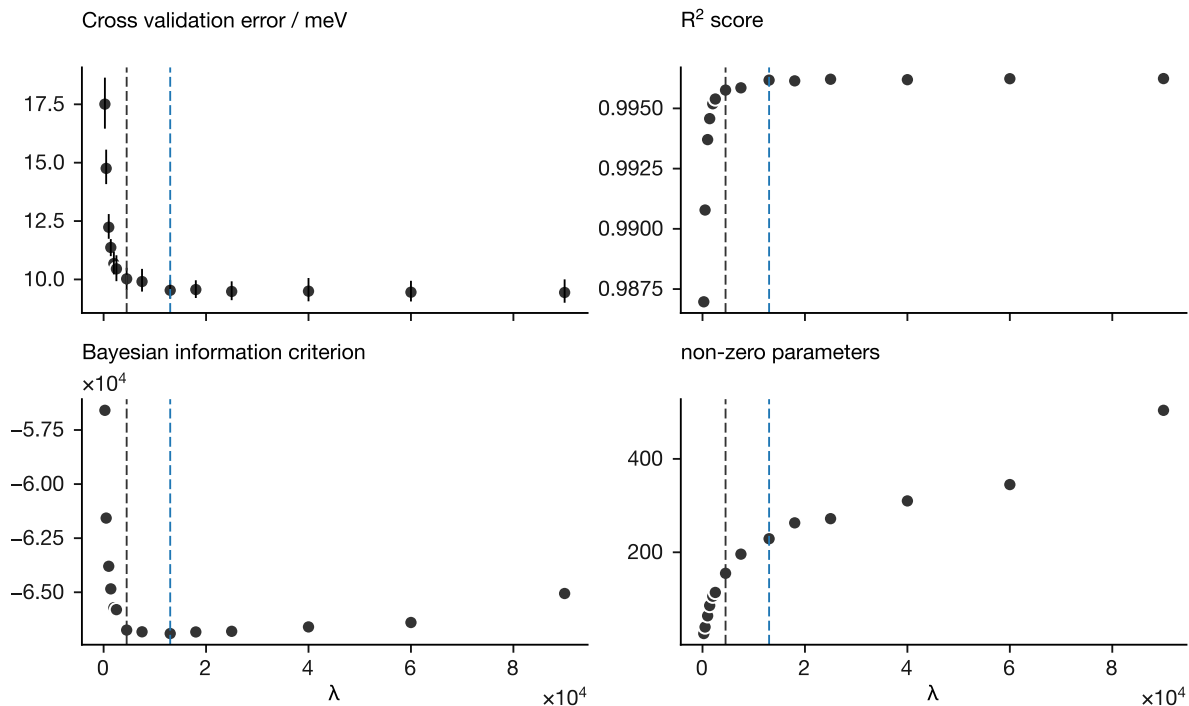 Cross validation error / meV
17.5
15.0
12.5
10.0
R² score
0.9950
0.9925
0.9900
0.9875
Bayesian information criterion
×10⁴
−5.75
−6.00
−6.25
−6.50
0 2 4 6 8
λ
×10⁴
non-zero parameters
400
200
0 2 4 6 8
λ
×10⁴